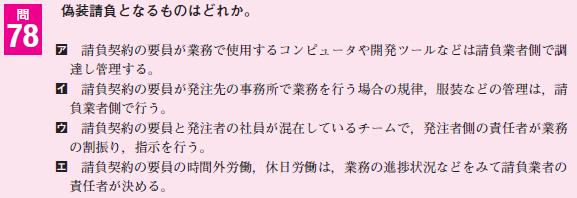 問
78
偽装請負となるものはどれか。
ア 請負契約の要員が業務で使用するコンピュータや開発ツールなどは請負業者側で調
達し管理する。
イ 請負契約の要員が発注先の事務所で業務を行う場合の規律，服装などの管理は，請
負業者側で行う。
ウ 請負契約の要員と発注者の社員が混在しているチームで，発注者側の責任者が業務
の割振り，指示を行う。
エ 請負契約の要員の時間外労働，休日労働は，業務の進捗状況などをみて請負業者の
責任者が決める。